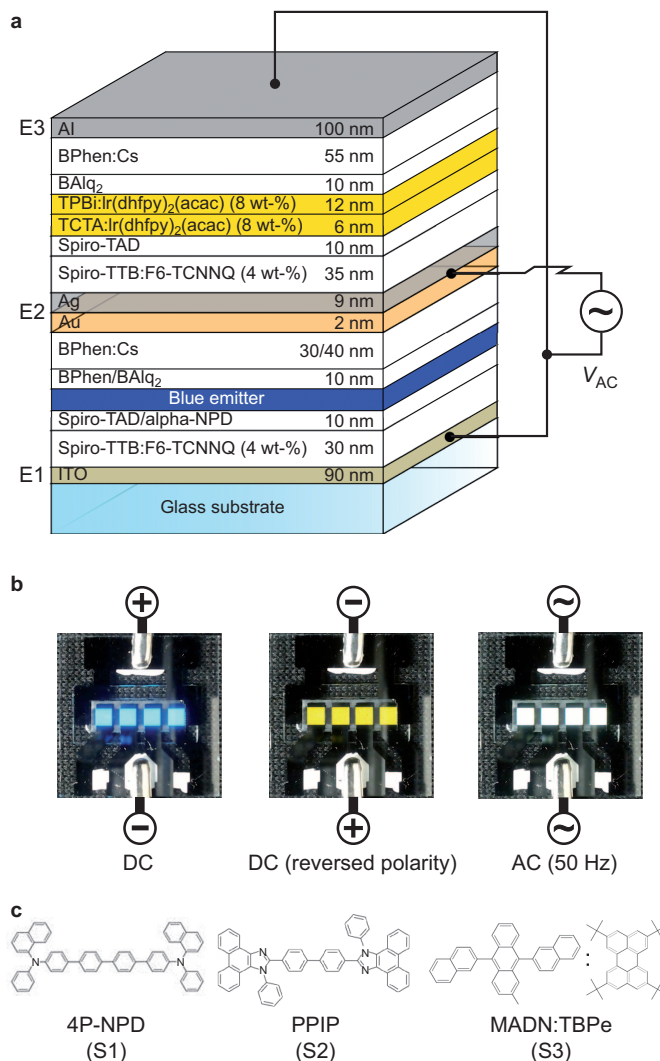 a
E3
Al 100 nm
BPhen:Cs 55 nm
BAlq₂ 10 nm
TPBi:Ir(dhfpy)₂(acac) (8 wt-%) 12 nm
TCTA:Ir(dhfpy)₂(acac) (8 wt-%) 6 nm
Spiro-TAD 10 nm
Spiro-TTB:F6-TCNNQ (4 wt-%) 35 nm
Ag 9 nm
E2
Au 2 nm
BPhen:Cs 30/40 nm
BPhen/BAlq₂ 10 nm
Blue emitter
Spiro-TAD/alpha-NPD 10 nm
Spiro-TTB:F6-TCNNQ (4 wt-%) 30 nm
E1
ITO 90 nm
Glass substrate
~
V_AC
b
+ − ~
− + ~
DC DC (reversed polarity) AC (50 Hz)
c
N N
N N
N N
:
4P-NPD PPIP MADN:TBPe
(S1) (S2) (S3)